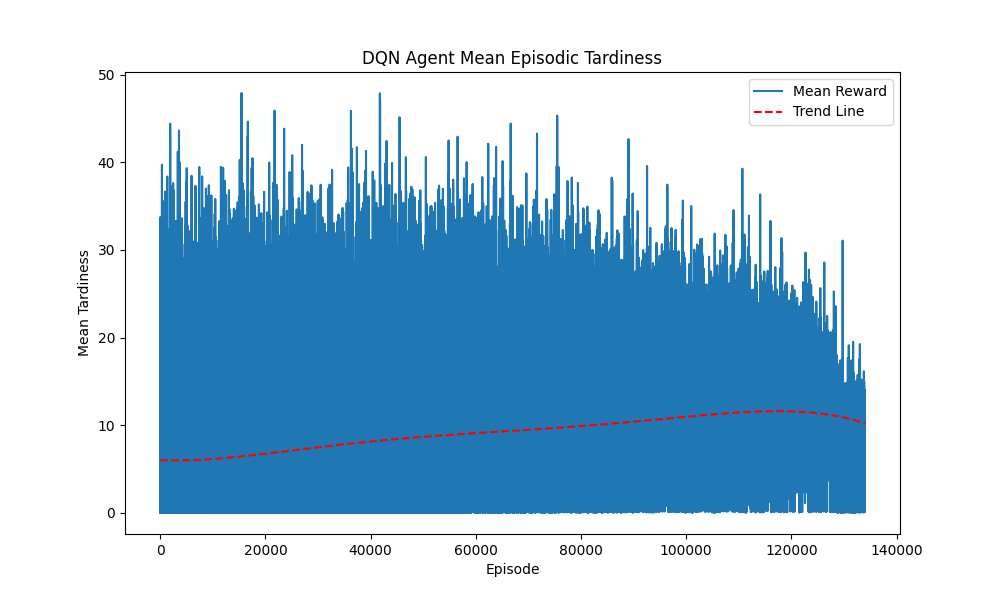 DQN Agent Mean Episodic Tardiness
Mean Reward
Trend Line
50
40
30
20
10
0
Mean Tardiness
0 20000 40000 60000 80000 100000 120000 140000
Episode